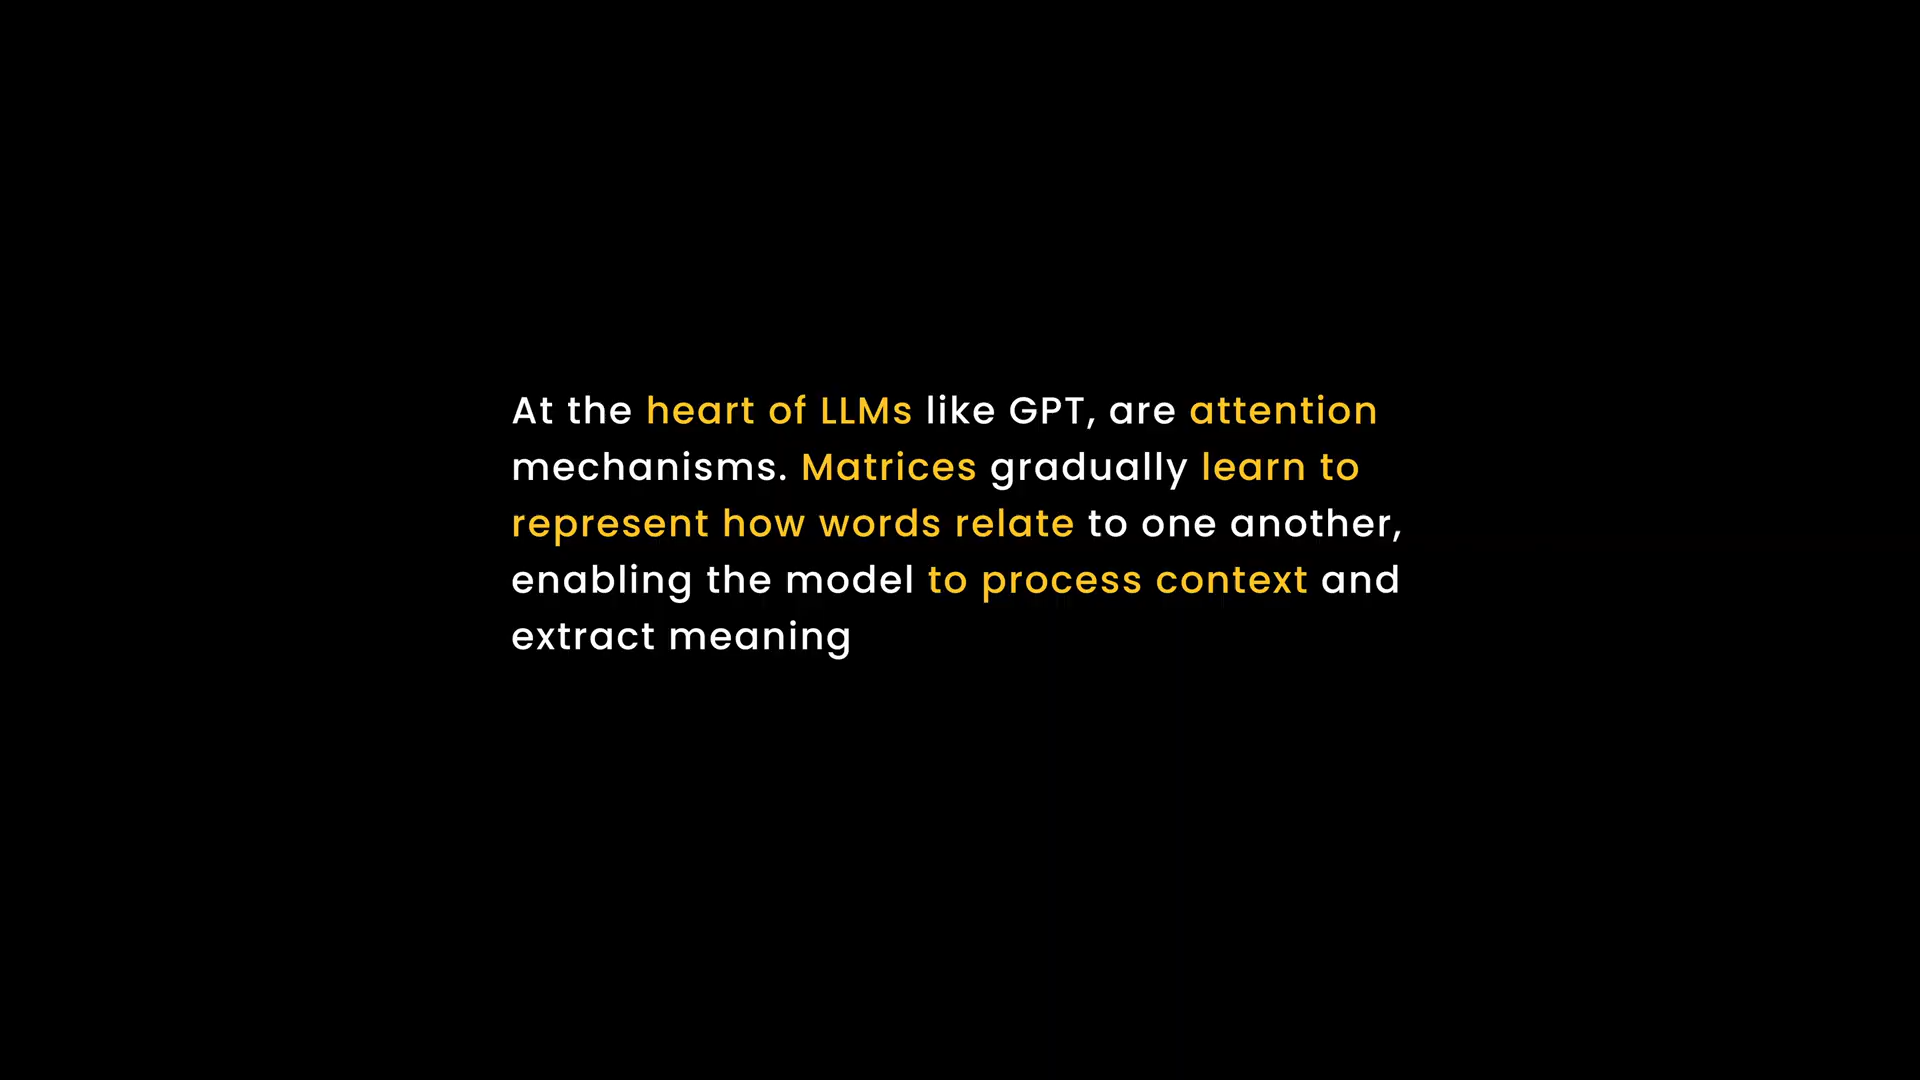 At the heart of LLMs like GPT, are attention
mechanisms. Matrices gradually learn to
represent how words relate to one another,
enabling the model to process context and
extract meaning